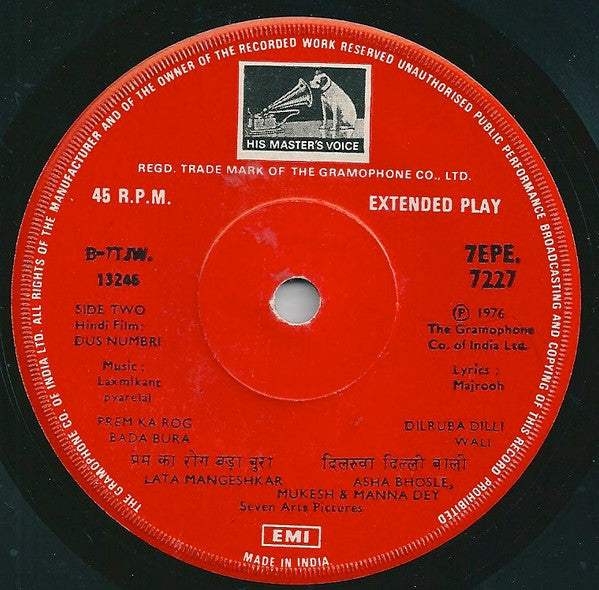 THE GRAMOPHONE CO. OF INDIA LTD. ALL RIGHTS OF THE MANUFACTURER AND OF THE OWNER OF THE RECORDED WORK RESERVED UNAUTHORISED PUBLIC PERFORMANCE BROADCASTING AND COPYING OF THIS RECORD PROHIBITED
HIS MASTER'S VOICE
REGD. TRADE MARK OF THE GRAMOPHONE CO., LTD.
45 R.P.M.
EXTENDED PLAY
B-7TJW.
13246
7EPE.
7227
SIDE TWO
Hindi Film:
DUS NUMBRI
℗ 1976
The Gramophone
Co. of India Ltd.
Music:
Laxmikant
pyarelal
Lyrics:
Majrooh
PREM KA ROG
BADA BURA
DILRUBA DILLI
WALI
प्रेम का रोग बड़ा बुरा
दिलरुवा दिल्ली वाली
LATA MANGESHKAR
ASHA BHOSLE,
MUKESH & MANNA DEY
Seven Arts Pictures
EMI
MADE IN INDIA